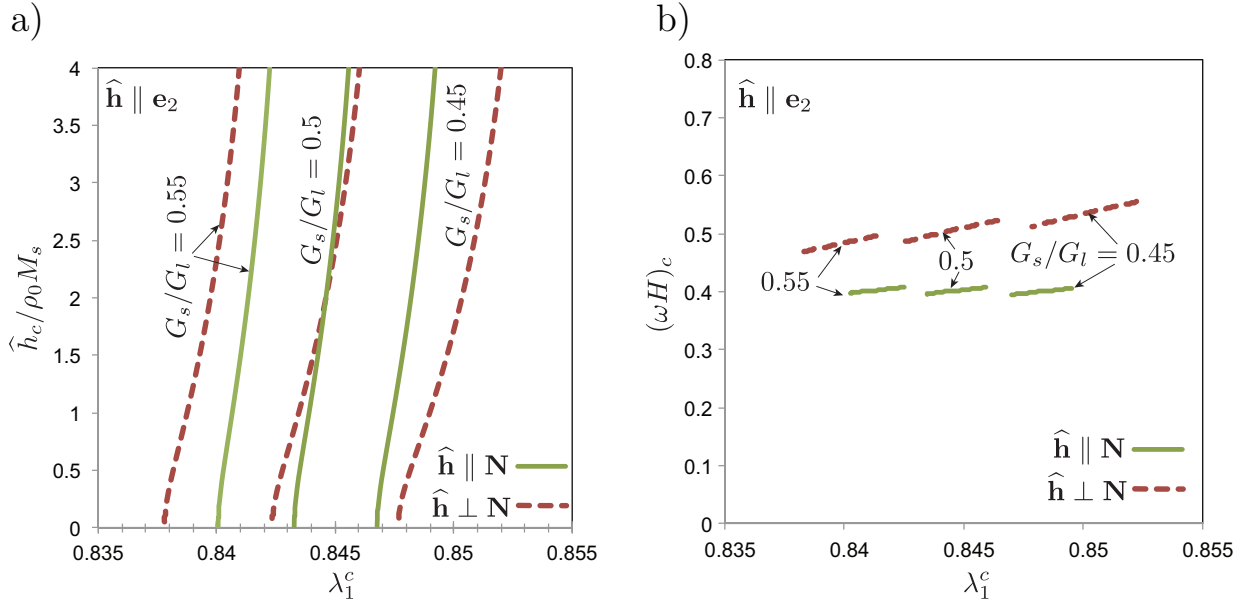 a)
ĥ ∥ e₂
4
3.5
3
2.5
2
1.5
1
0.5
0
ĥ_c/ρ₀M_s
G_s/G_l = 0.55
G_s/G_l = 0.5
G_s/G_l = 0.45
ĥ ∥ N
ĥ ⊥ N
0.835 0.84 0.845 0.85 0.855
λ₁ᶜ
b)
ĥ ∥ e₂
0.8
0.7
0.6
0.5
0.4
0.3
0.2
0.1
0
(ωH)_c
0.55
0.5
G_s/G_l = 0.45
ĥ ∥ N
ĥ ⊥ N
0.835 0.84 0.845 0.85 0.855
λ₁ᶜ